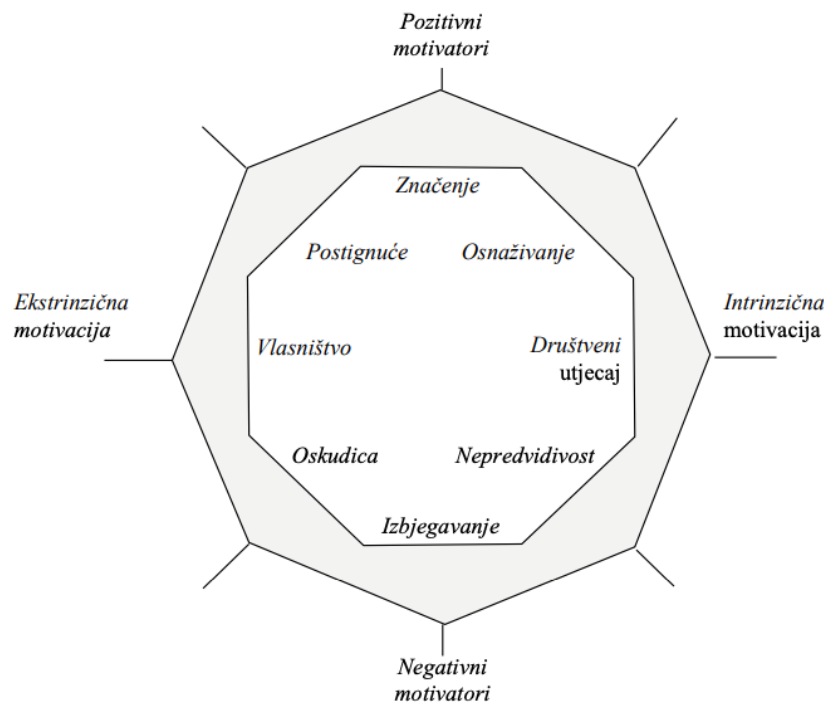 Pozitivni
motivatori
Značenje
Postignuće
Osnaživanje
Ekstrinzična
motivacija
Intrinzična
motivacija
Vlasništvo
Društveni
utjecaj
Oskudica
Nepredvidivost
Izbjegavanje
Negativni
motivatori